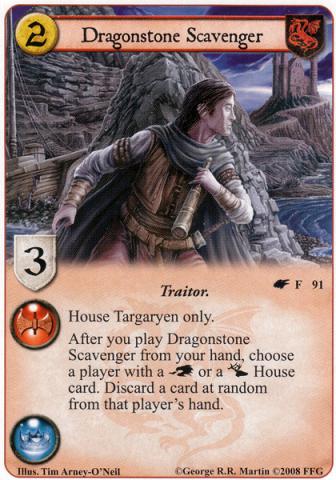 2
Dragonstone Scavenger
3
Traitor.
F 91
House Targaryen only.
After you play Dragonstone
Scavenger from your hand, choose
a player with a or a House
card. Discard a card at random
from that player's hand.
Illus. Tim Arney-O'Neil
©George R.R. Martin ©2008 FFG